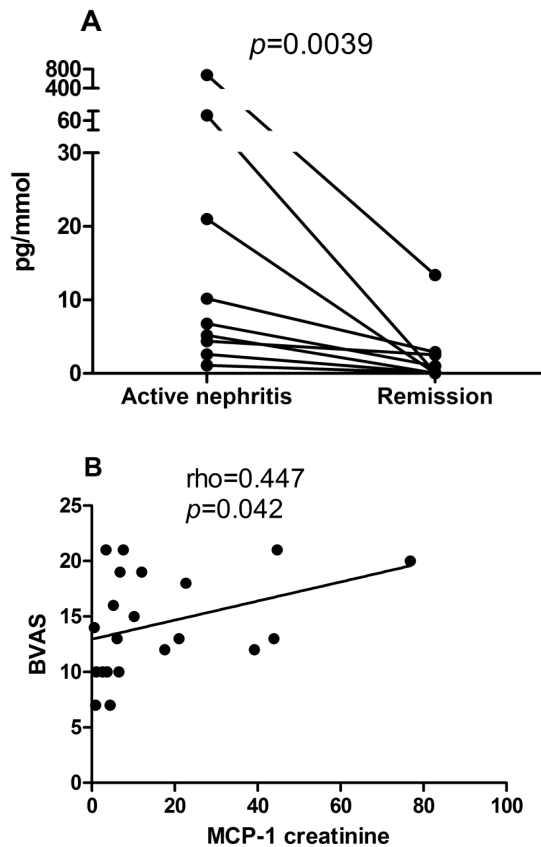 A
p=0.0039
800
400
60
30
20
10
0
pg/mmol
Active nephritis
Remission
B
rho=0.447
p=0.042
25
20
15
10
5
0
BVAS
0 20 40 60 80 100
MCP-1 creatinine